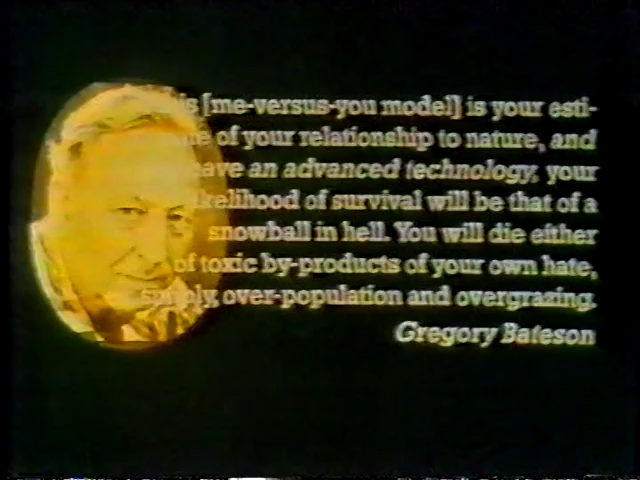 [me-versus-you model] is your esti-
of your relationship to nature, and
an advanced technology, your
of survival will be that of a
snowball in hell. You will die either
of toxic by-products of your own hate,
over-population and overgrazing.
Gregory Bateson